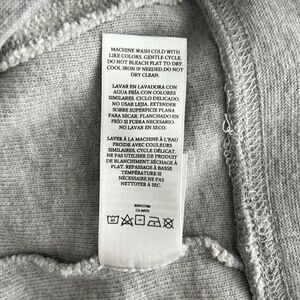 MACHINE WASH COLD WITH
LIKE COLORS. GENTLE CYCLE.
DO NOT BLEACH. FLAT TO DRY
COOL IRON IF NEEDED. DO NOT
DRY CLEAN.
LAVAR EN LAVADORA CON
AGUA FRÍA CON COLORES
SIMILARES. CICLO DELICADO.
NO USAR LEJIA. EXTENDER
SOBRE SUPERFICIE PLANA
PARA SECAR. PLANCHADO EN
FRÍO SI FUERA NECESARIO.
NO LAVAR EN SECO.
LAVER À LA MACHINE À L'EAU
FROIDE AVEC COULEURS
SIMILAIRES. CYCLE DÉLICAT.
NE PAS UTILISER DE PRODUIT
DE BLANCHIMENT. SÉCHAGE À
PLAT. REPASSAGE À BASSE
TEMPÉRATURE SI
NÉCESSAIRE. NE PAS
NETTOYER À SEC.